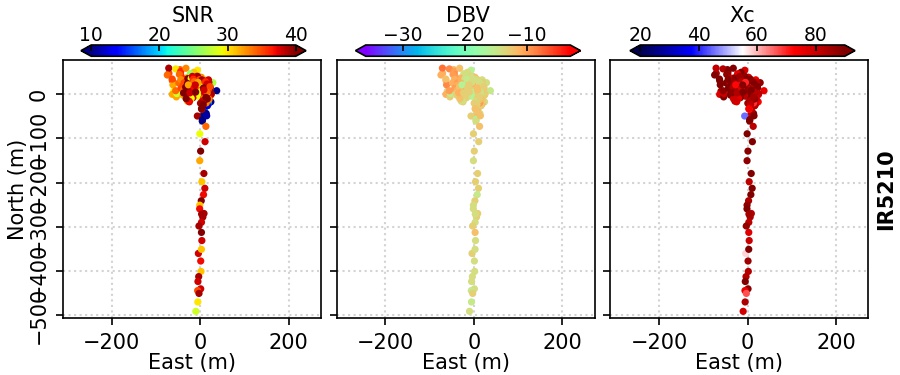 SNR
DBV
Xc
10 20 30 40
−30 −20 −10
20 40 60 80
North (m)
0
−100
−200
−300
−400
−500
−200 0 200
−200 0 200
−200 0 200
East (m)
East (m)
East (m)
IR5210